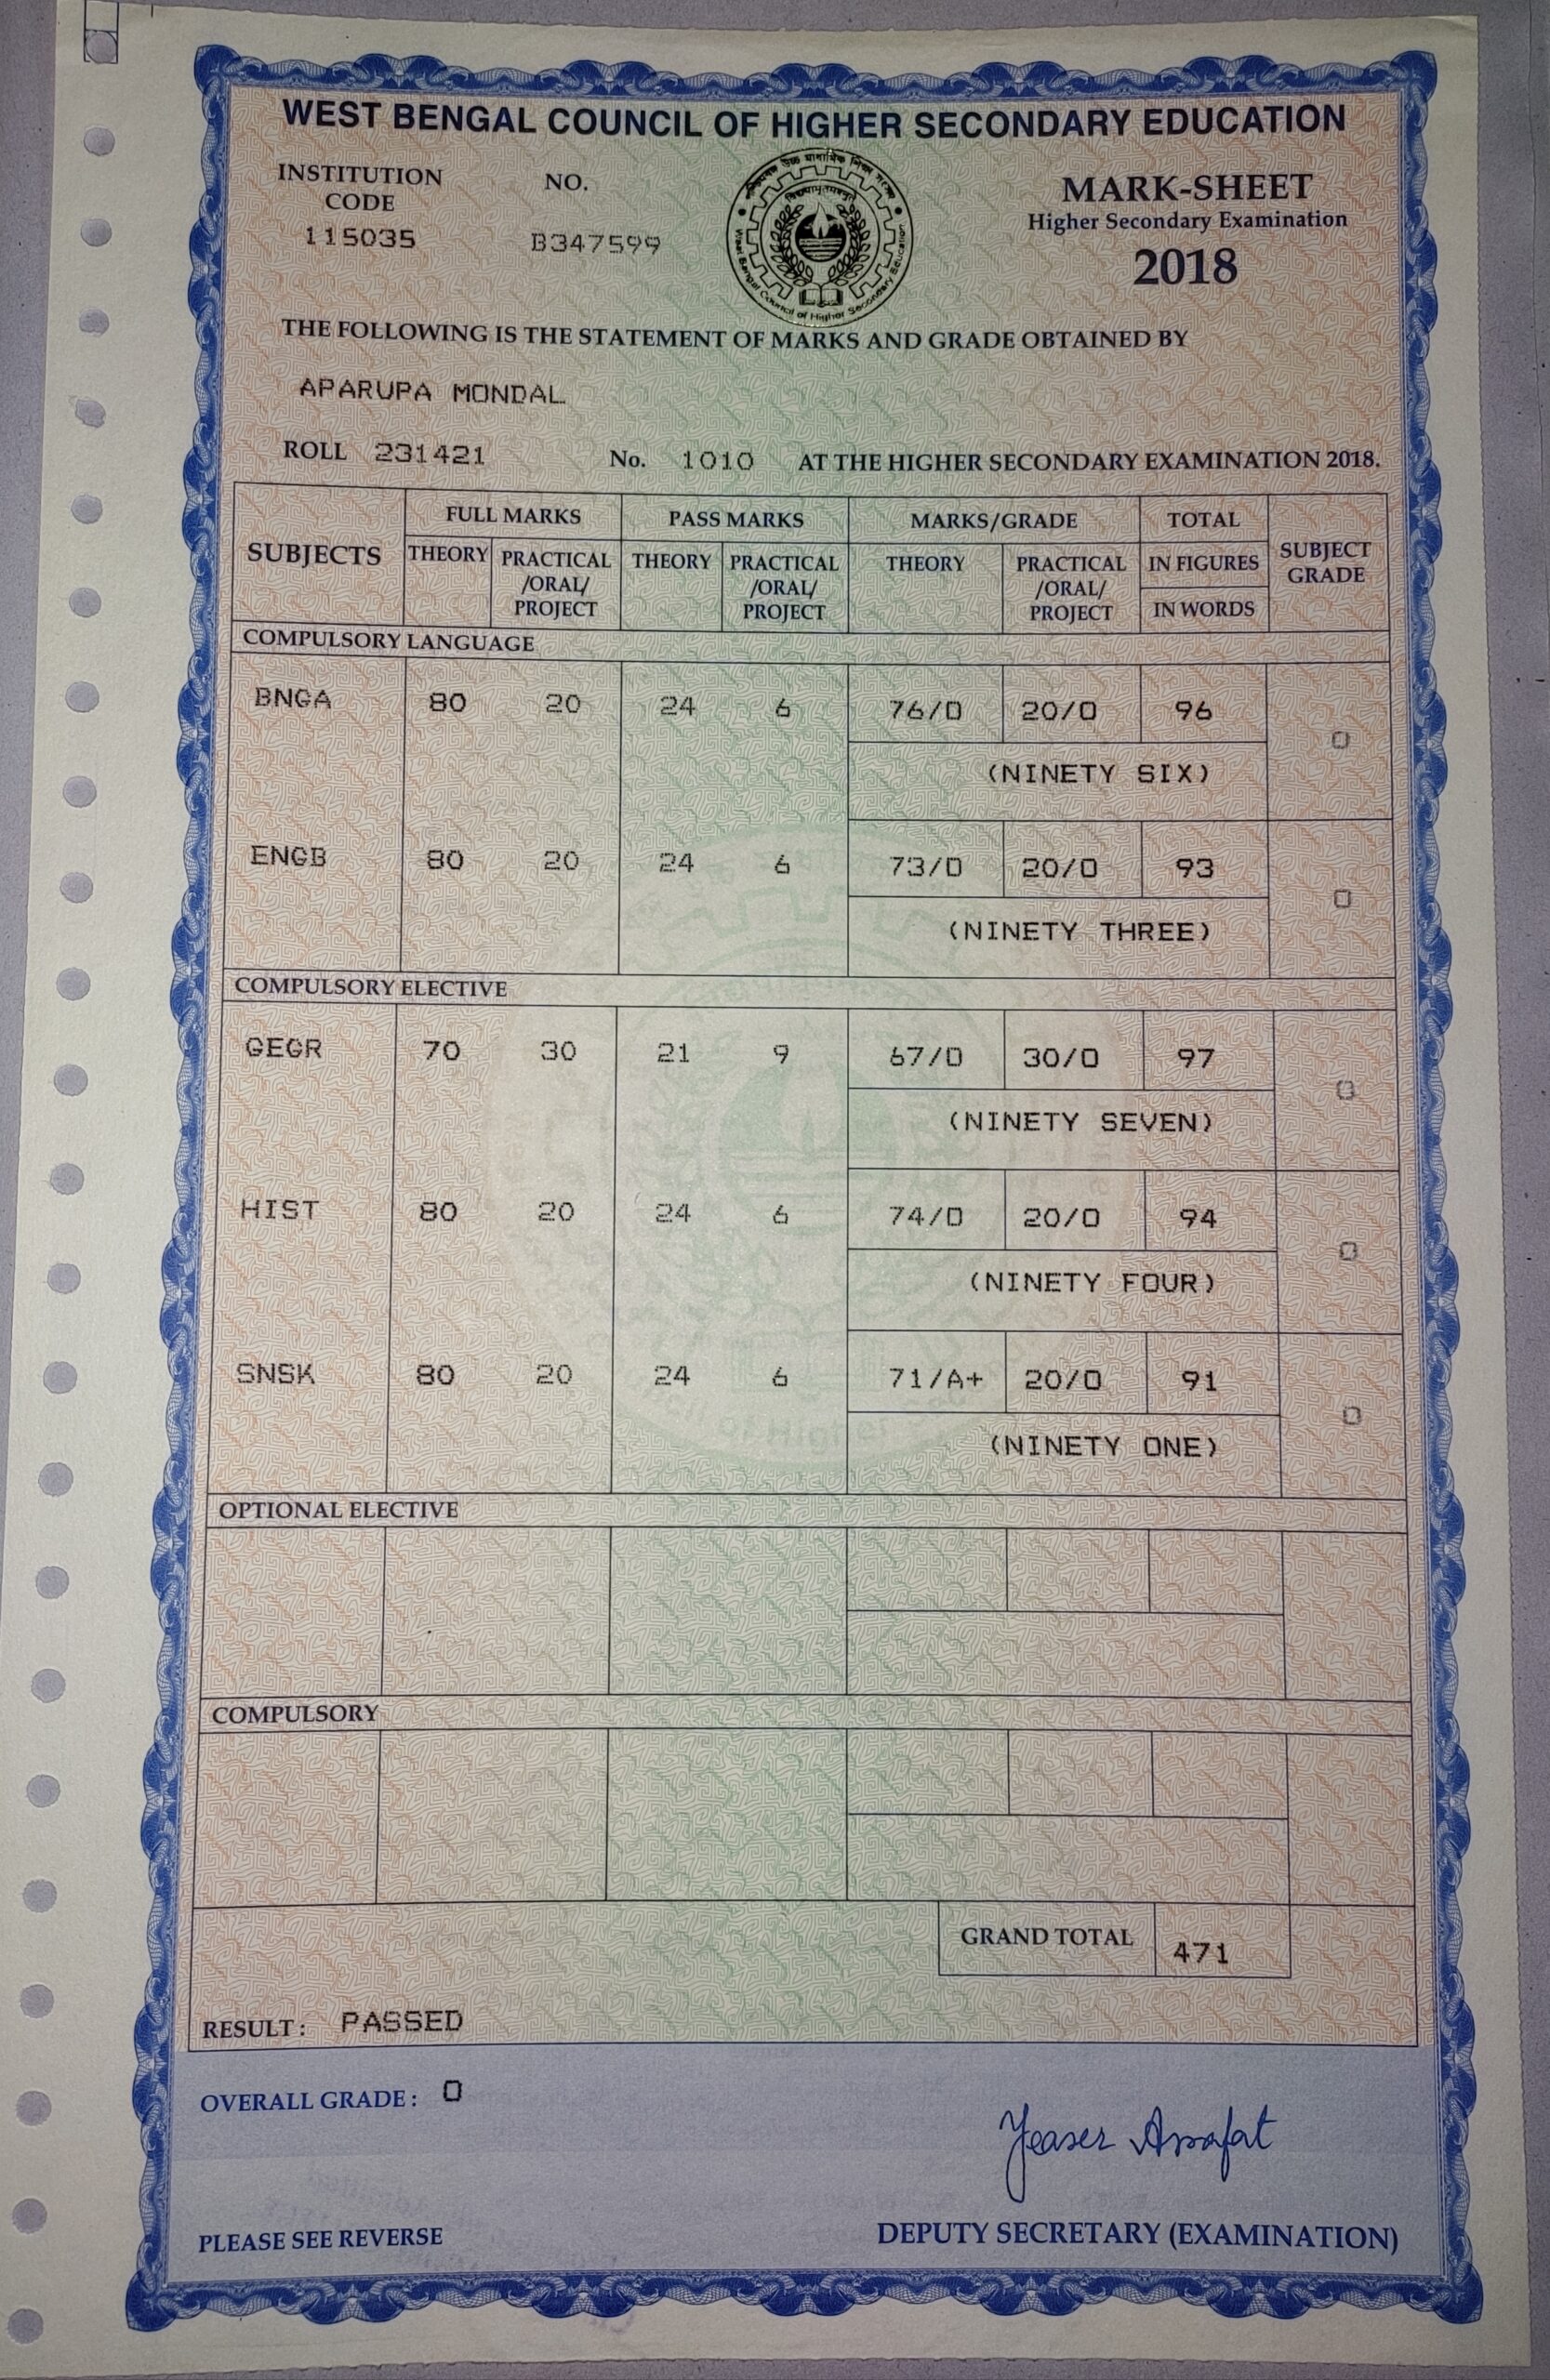 WEST BENGAL COUNCIL OF HIGHER SECONDARY EDUCATION
INSTITUTION CODE
115035
NO.
B347599
West Bengal Council of Higher Secondary Education
MARK-SHEET
Higher Secondary Examination
2018
THE FOLLOWING IS THE STATEMENT OF MARKS AND GRADE OBTAINED BY
APARUPA MONDAL
ROLL 231421 No. 1010 AT THE HIGHER SECONDARY EXAMINATION 2018.
SUBJECTS FULL MARKS PASS MARKS MARKS/GRADE TOTAL SUBJECT GRADE
THEORY PRACTICAL /ORAL/ PROJECT THEORY PRACTICAL /ORAL/ PROJECT THEORY PRACTICAL /ORAL/ PROJECT IN FIGURES
IN WORDS
COMPULSORY LANGUAGE
BNGA 80 20 24 6 76/O 20/O 96 O
(NINETY SIX)
ENGB 80 20 24 6 73/O 20/O 93 O
(NINETY THREE)
COMPULSORY ELECTIVE
GEGR 70 30 21 9 67/O 30/O 97 O
(NINETY SEVEN)
HIST 80 20 24 6 74/O 20/O 94 O
(NINETY FOUR)
SNSK 80 20 24 6 71/A+ 20/O 91 O
(NINETY ONE)
OPTIONAL ELECTIVE
COMPULSORY
GRAND TOTAL 471
RESULT : PASSED
OVERALL GRADE : O
Yeaser Arrafat
PLEASE SEE REVERSE
DEPUTY SECRETARY (EXAMINATION)